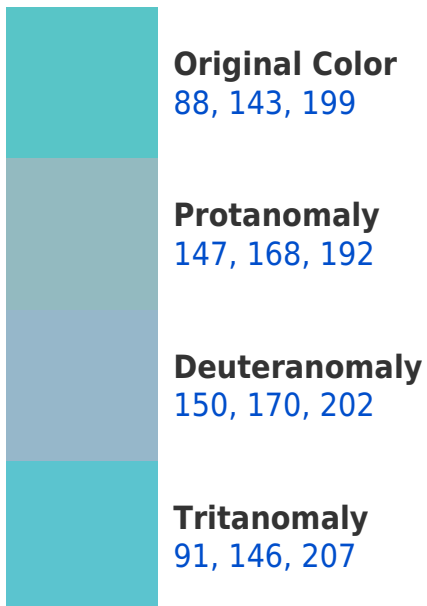 Original Color
88, 143, 199
Protanomaly
147, 168, 192
Deuteranomaly
150, 170, 202
Tritanomaly
91, 146, 207